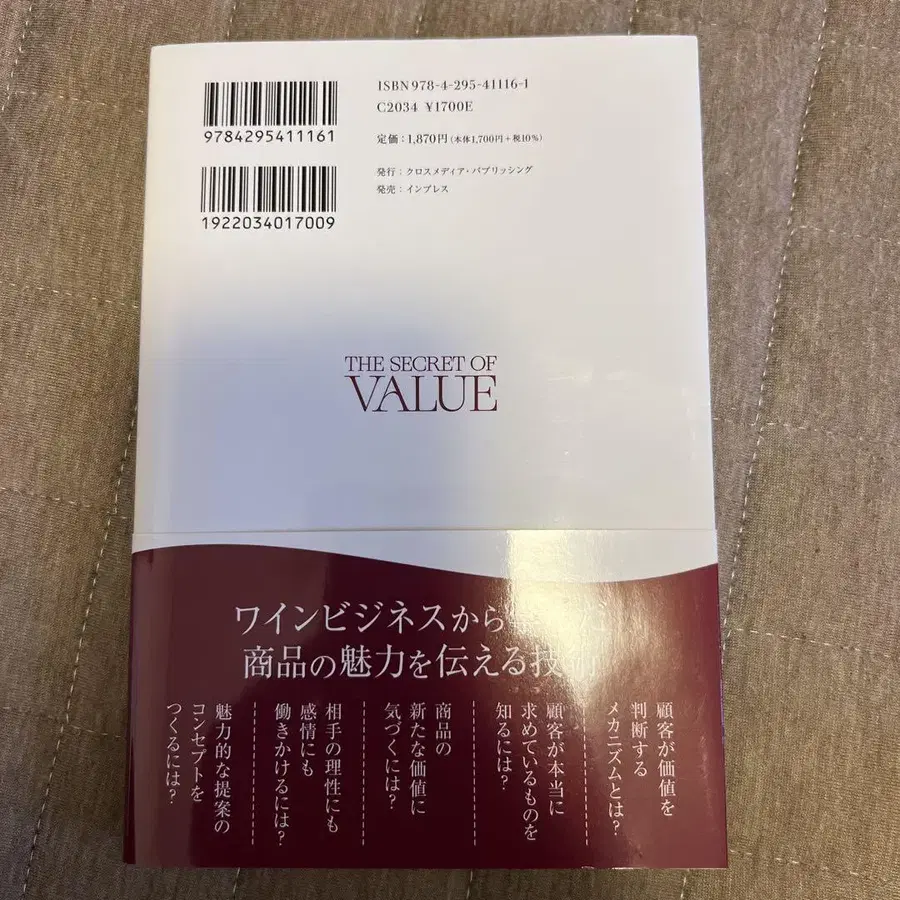 ISBN978-4-295-41116-1
C2034 ¥1700E
9784295411161
定価：1,870円（本体1,700円＋税10%）
発行：クロスメディア・パブリッシング
発売：インプレス
1922034017009
THE SECRET OF
VALUE
ワインビジネスから
商品の魅力を伝える技術
顧客が価値を
判断する
メカニズムとは？
顧客が本当に
求めているものを
知るには？
商品の
新たな価値に
気づくには？
相手の理性にも
感情にも
働きかけるには？
魅力的な提案の
コンセプトを
つくるには？